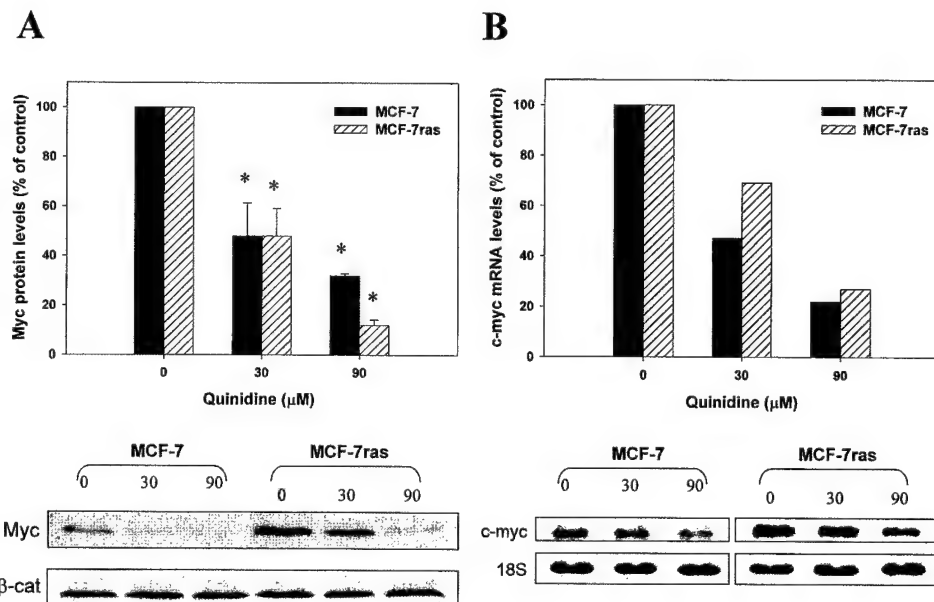 A
Myc protein levels (% of control)
100
80
60
40
20
0
MCF-7
MCF-7ras
* * * *
0 30 90
Quinidine (μM)
MCF-7 MCF-7ras
0 30 90 0 30 90
Myc
β-cat
B
c-myc mRNA levels (% of control)
100
80
60
40
20
0
MCF-7
MCF-7ras
0 30 90
Quinidine (μM)
MCF-7 MCF-7ras
0 30 90 0 30 90
c-myc
18S